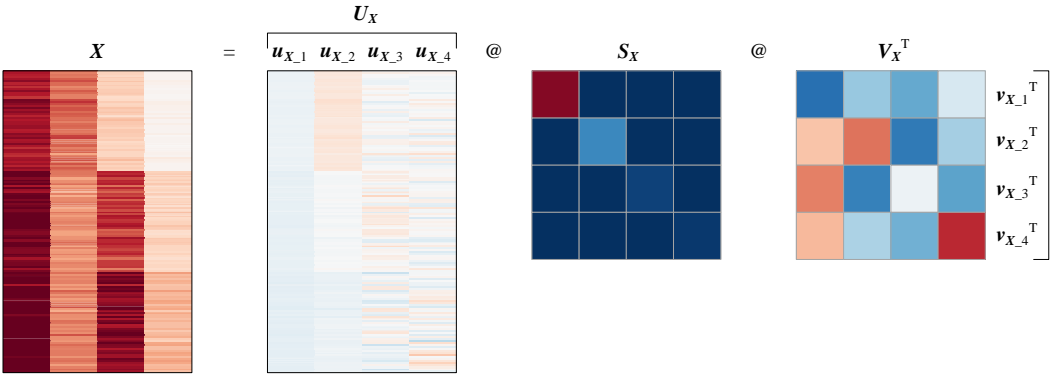 U_X
X = u_X_1 u_X_2 u_X_3 u_X_4 @ S_X @ V_X^T
v_X_1^T
v_X_2^T
v_X_3^T
v_X_4^T